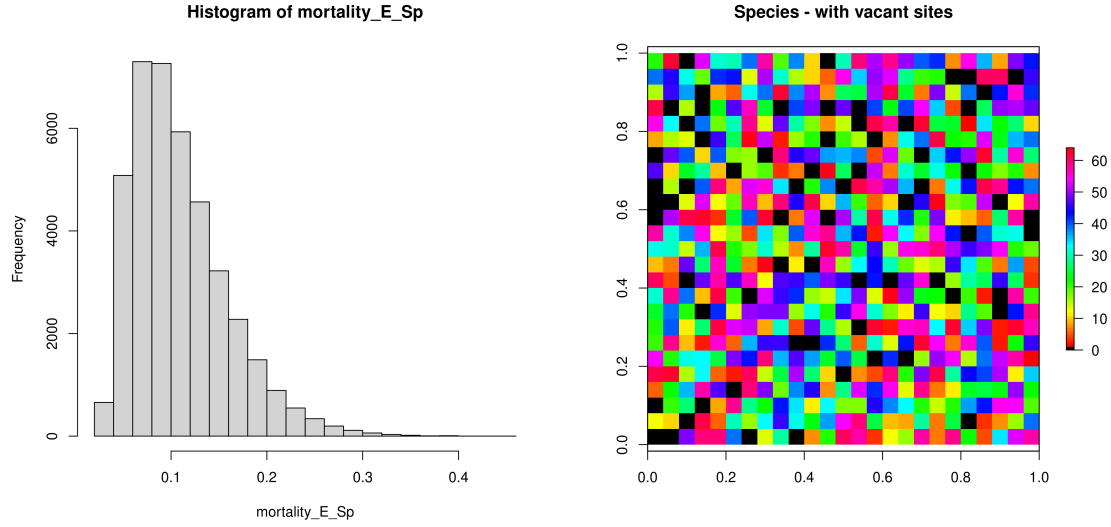 Histogram of mortality_E_Sp
Frequency
6000
4000
2000
0
0.1 0.2 0.3 0.4
mortality_E_Sp
Species - with vacant sites
1.0
0.8
0.6
0.4
0.2
0.0
0.0 0.2 0.4 0.6 0.8 1.0
60
50
40
30
20
10
0